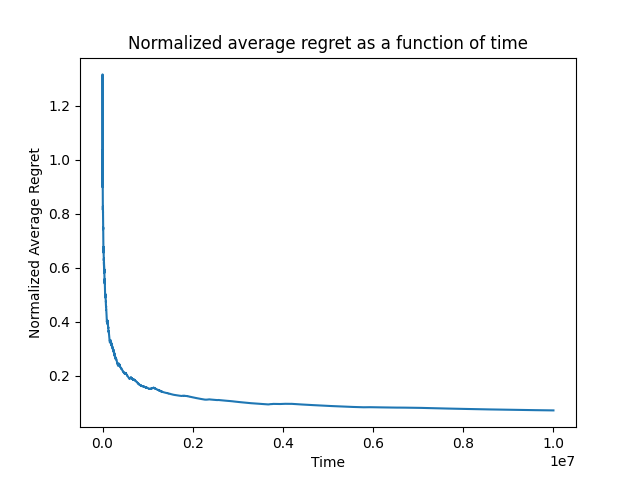 Normalized average regret as a function of time
Normalized Average Regret
1.2
1.0
0.8
0.6
0.4
0.2
0.0 0.2 0.4 0.6 0.8 1.0
1e7
Time